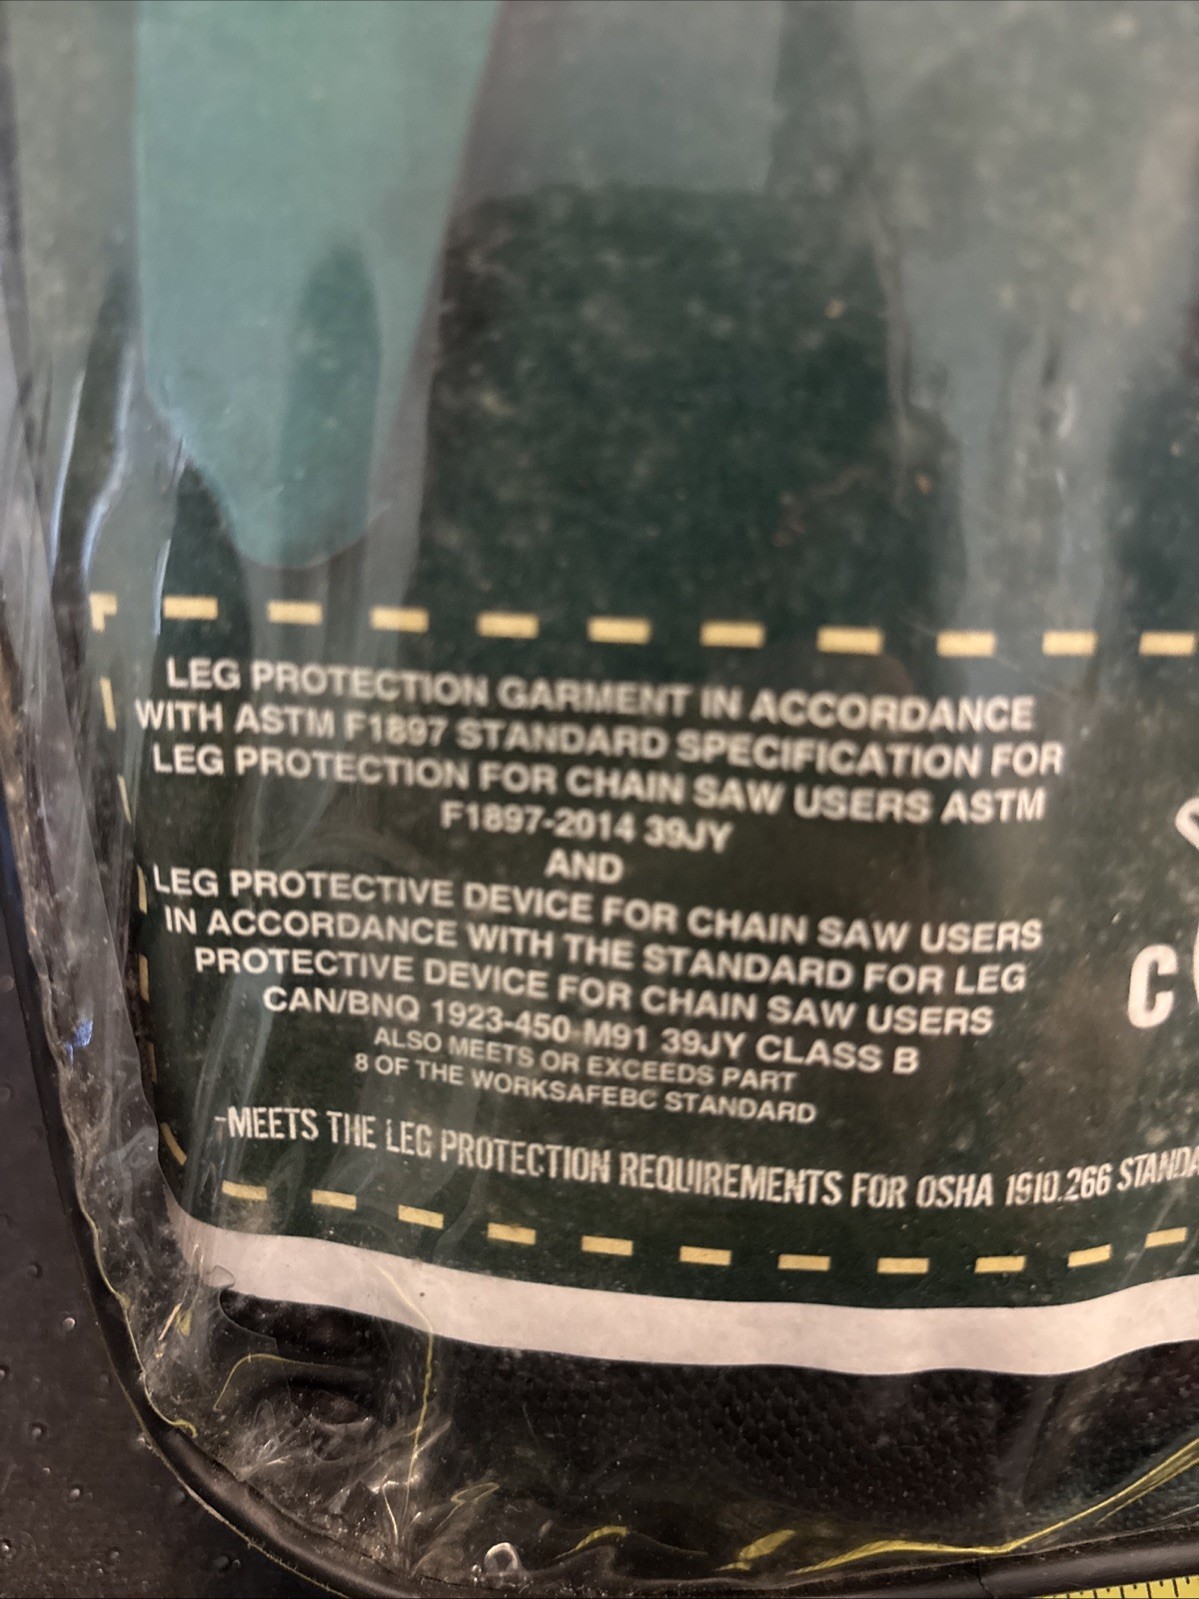 LEG PROTECTION GARMENT IN ACCORDANCE
WITH ASTM F1897 STANDARD SPECIFICATION FOR
LEG PROTECTION FOR CHAIN SAW USERS ASTM
F1897-2014 39JY
AND
LEG PROTECTIVE DEVICE FOR CHAIN SAW USERS
IN ACCORDANCE WITH THE STANDARD FOR LEG
PROTECTIVE DEVICE FOR CHAIN SAW USERS
CAN/BNQ 1923-450-M91 39JY CLASS B
ALSO MEETS OR EXCEEDS PART
8 OF THE WORKSAFEBC STANDARD
-MEETS THE LEG PROTECTION REQUIREMENTS FOR OSHA 1910.266